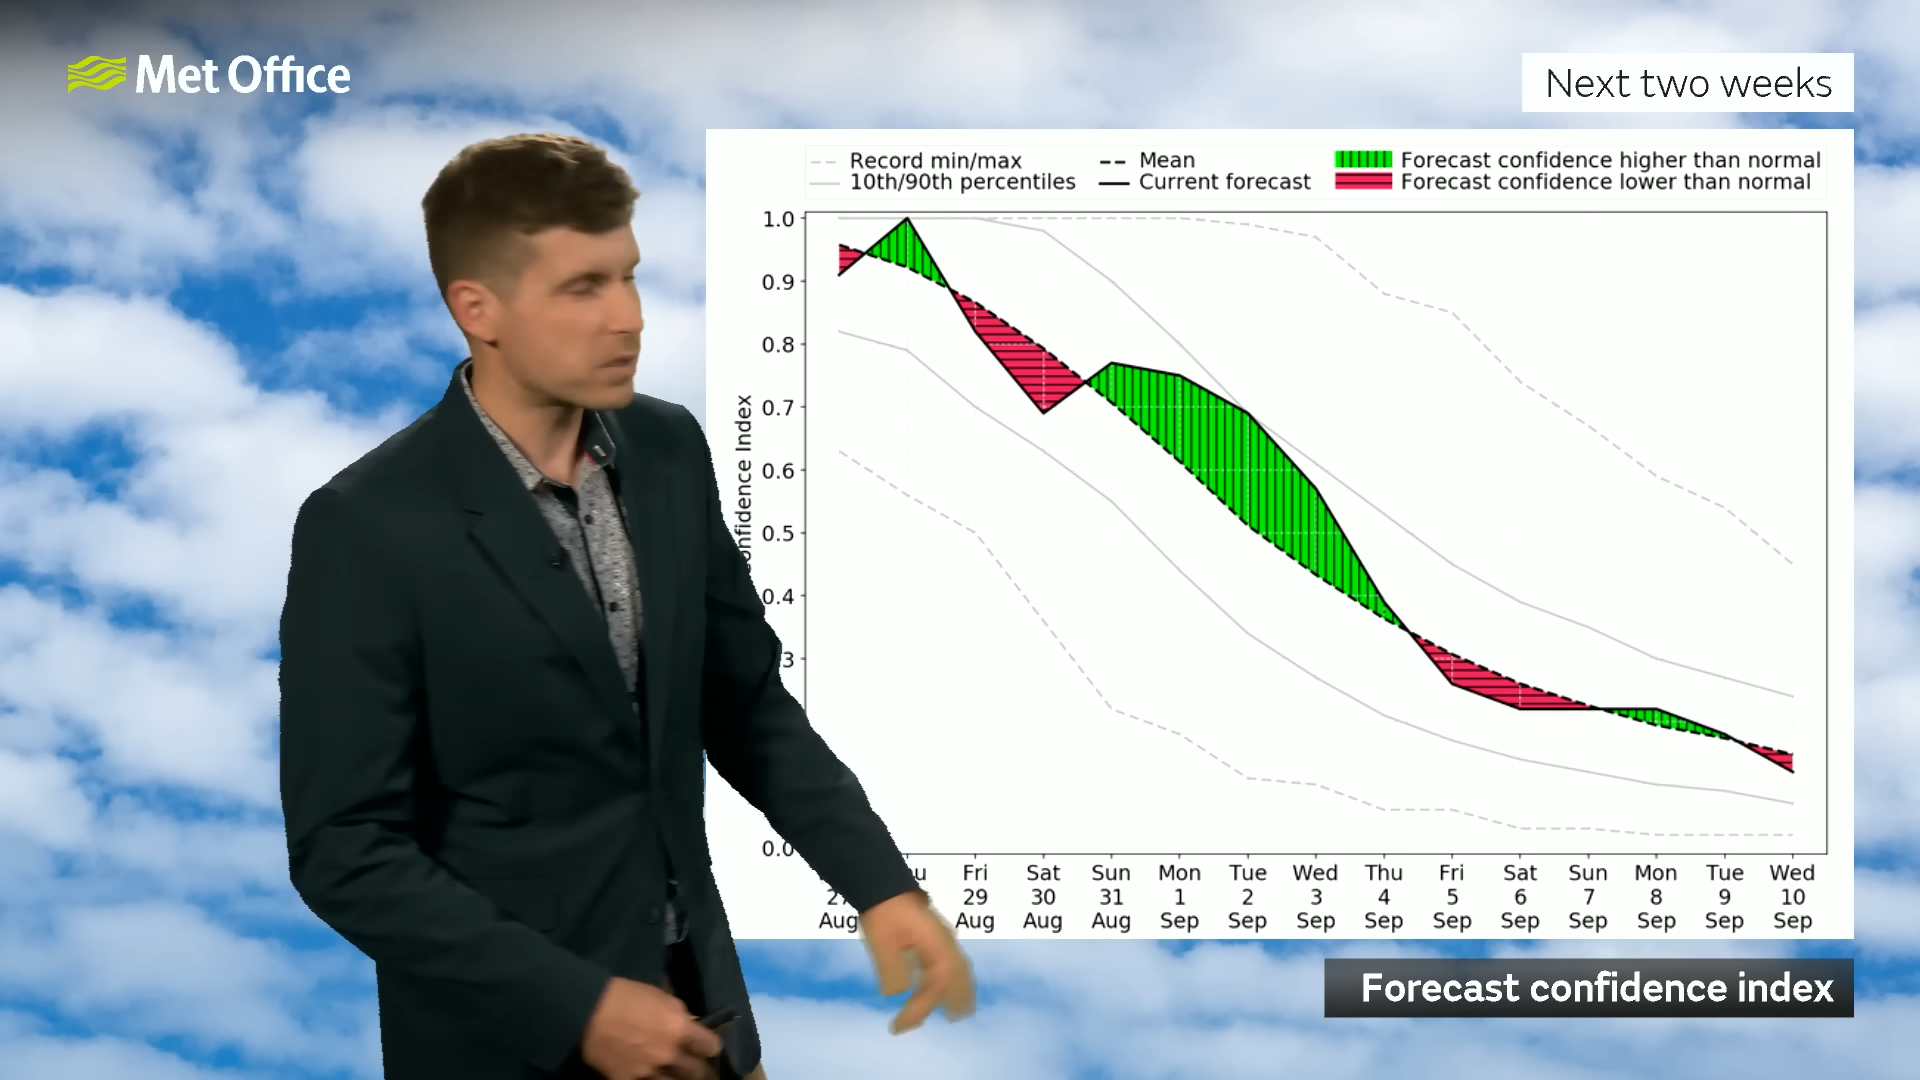 Met Office
Next two weeks
Record min/max
10th/90th percentiles
Mean
Current forecast
Forecast confidence higher than normal
Forecast confidence lower than normal
1.0
0.9
0.8
0.7
0.6
0.5
0.4
3
0.0
Index
27 Aug
Fri 29 Aug
Sat 30 Aug
Sun 31 Aug
Mon 1 Sep
Tue 2 Sep
Wed 3 Sep
Thu 4 Sep
Fri 5 Sep
Sat 6 Sep
Sun 7 Sep
Mon 8 Sep
Tue 9 Sep
Wed 10 Sep
Forecast confidence index